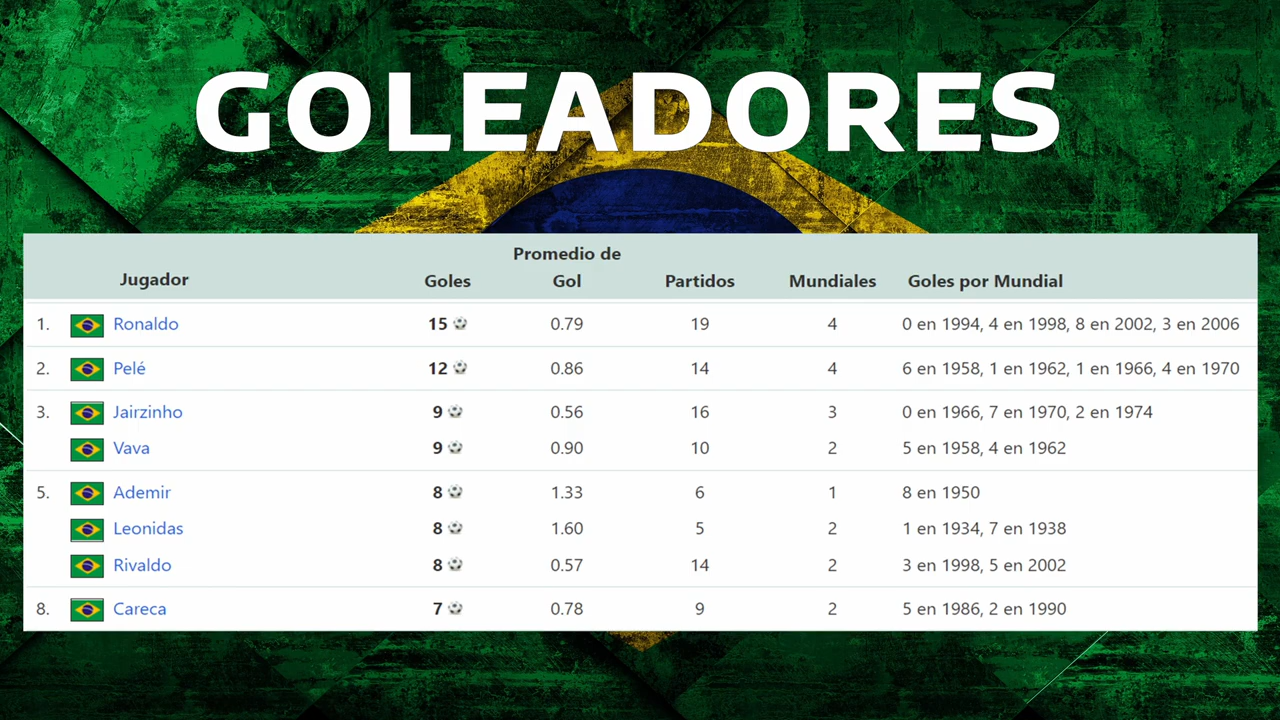 GOLEADORES
Jugador Goles Promedio de Gol Partidos Mundiales Goles por Mundial
1. Ronaldo 15 0.79 19 4 0 en 1994, 4 en 1998, 8 en 2002, 3 en 2006
2. Pelé 12 0.86 14 4 6 en 1958, 1 en 1962, 1 en 1966, 4 en 1970
3. Jairzinho 9 0.56 16 3 0 en 1966, 7 en 1970, 2 en 1974
Vava 9 0.90 10 2 5 en 1958, 4 en 1962
5. Ademir 8 1.33 6 1 8 en 1950
Leonidas 8 1.60 5 2 1 en 1934, 7 en 1938
Rivaldo 8 0.57 14 2 3 en 1998, 5 en 2002
8. Careca 7 0.78 9 2 5 en 1986, 2 en 1990